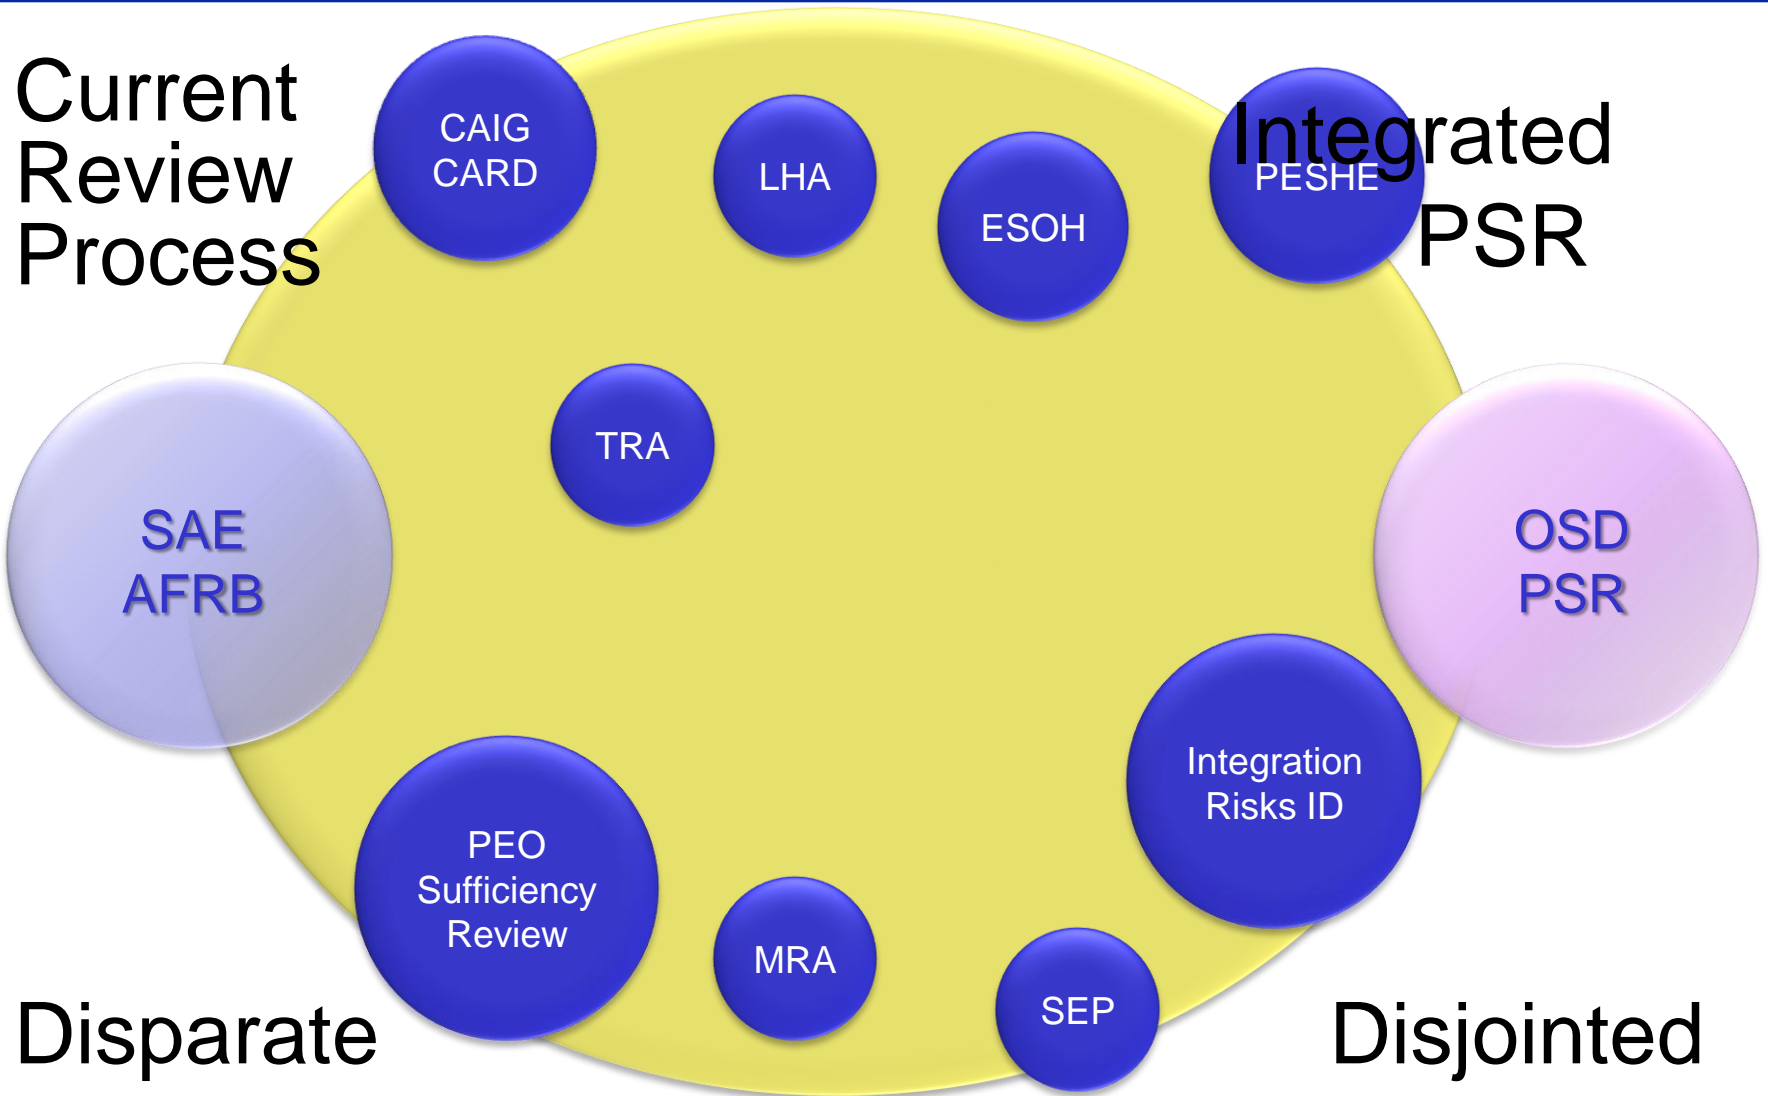 Current
Review
Process
CAIG
CARD
LHA
ESOH
Integrated
PSR
PESHE
TRA
SAE
AFRB
OSD
PSR
Integration
Risks ID
PEO
Sufficiency
Review
MRA
SEP
Disparate
Disjointed